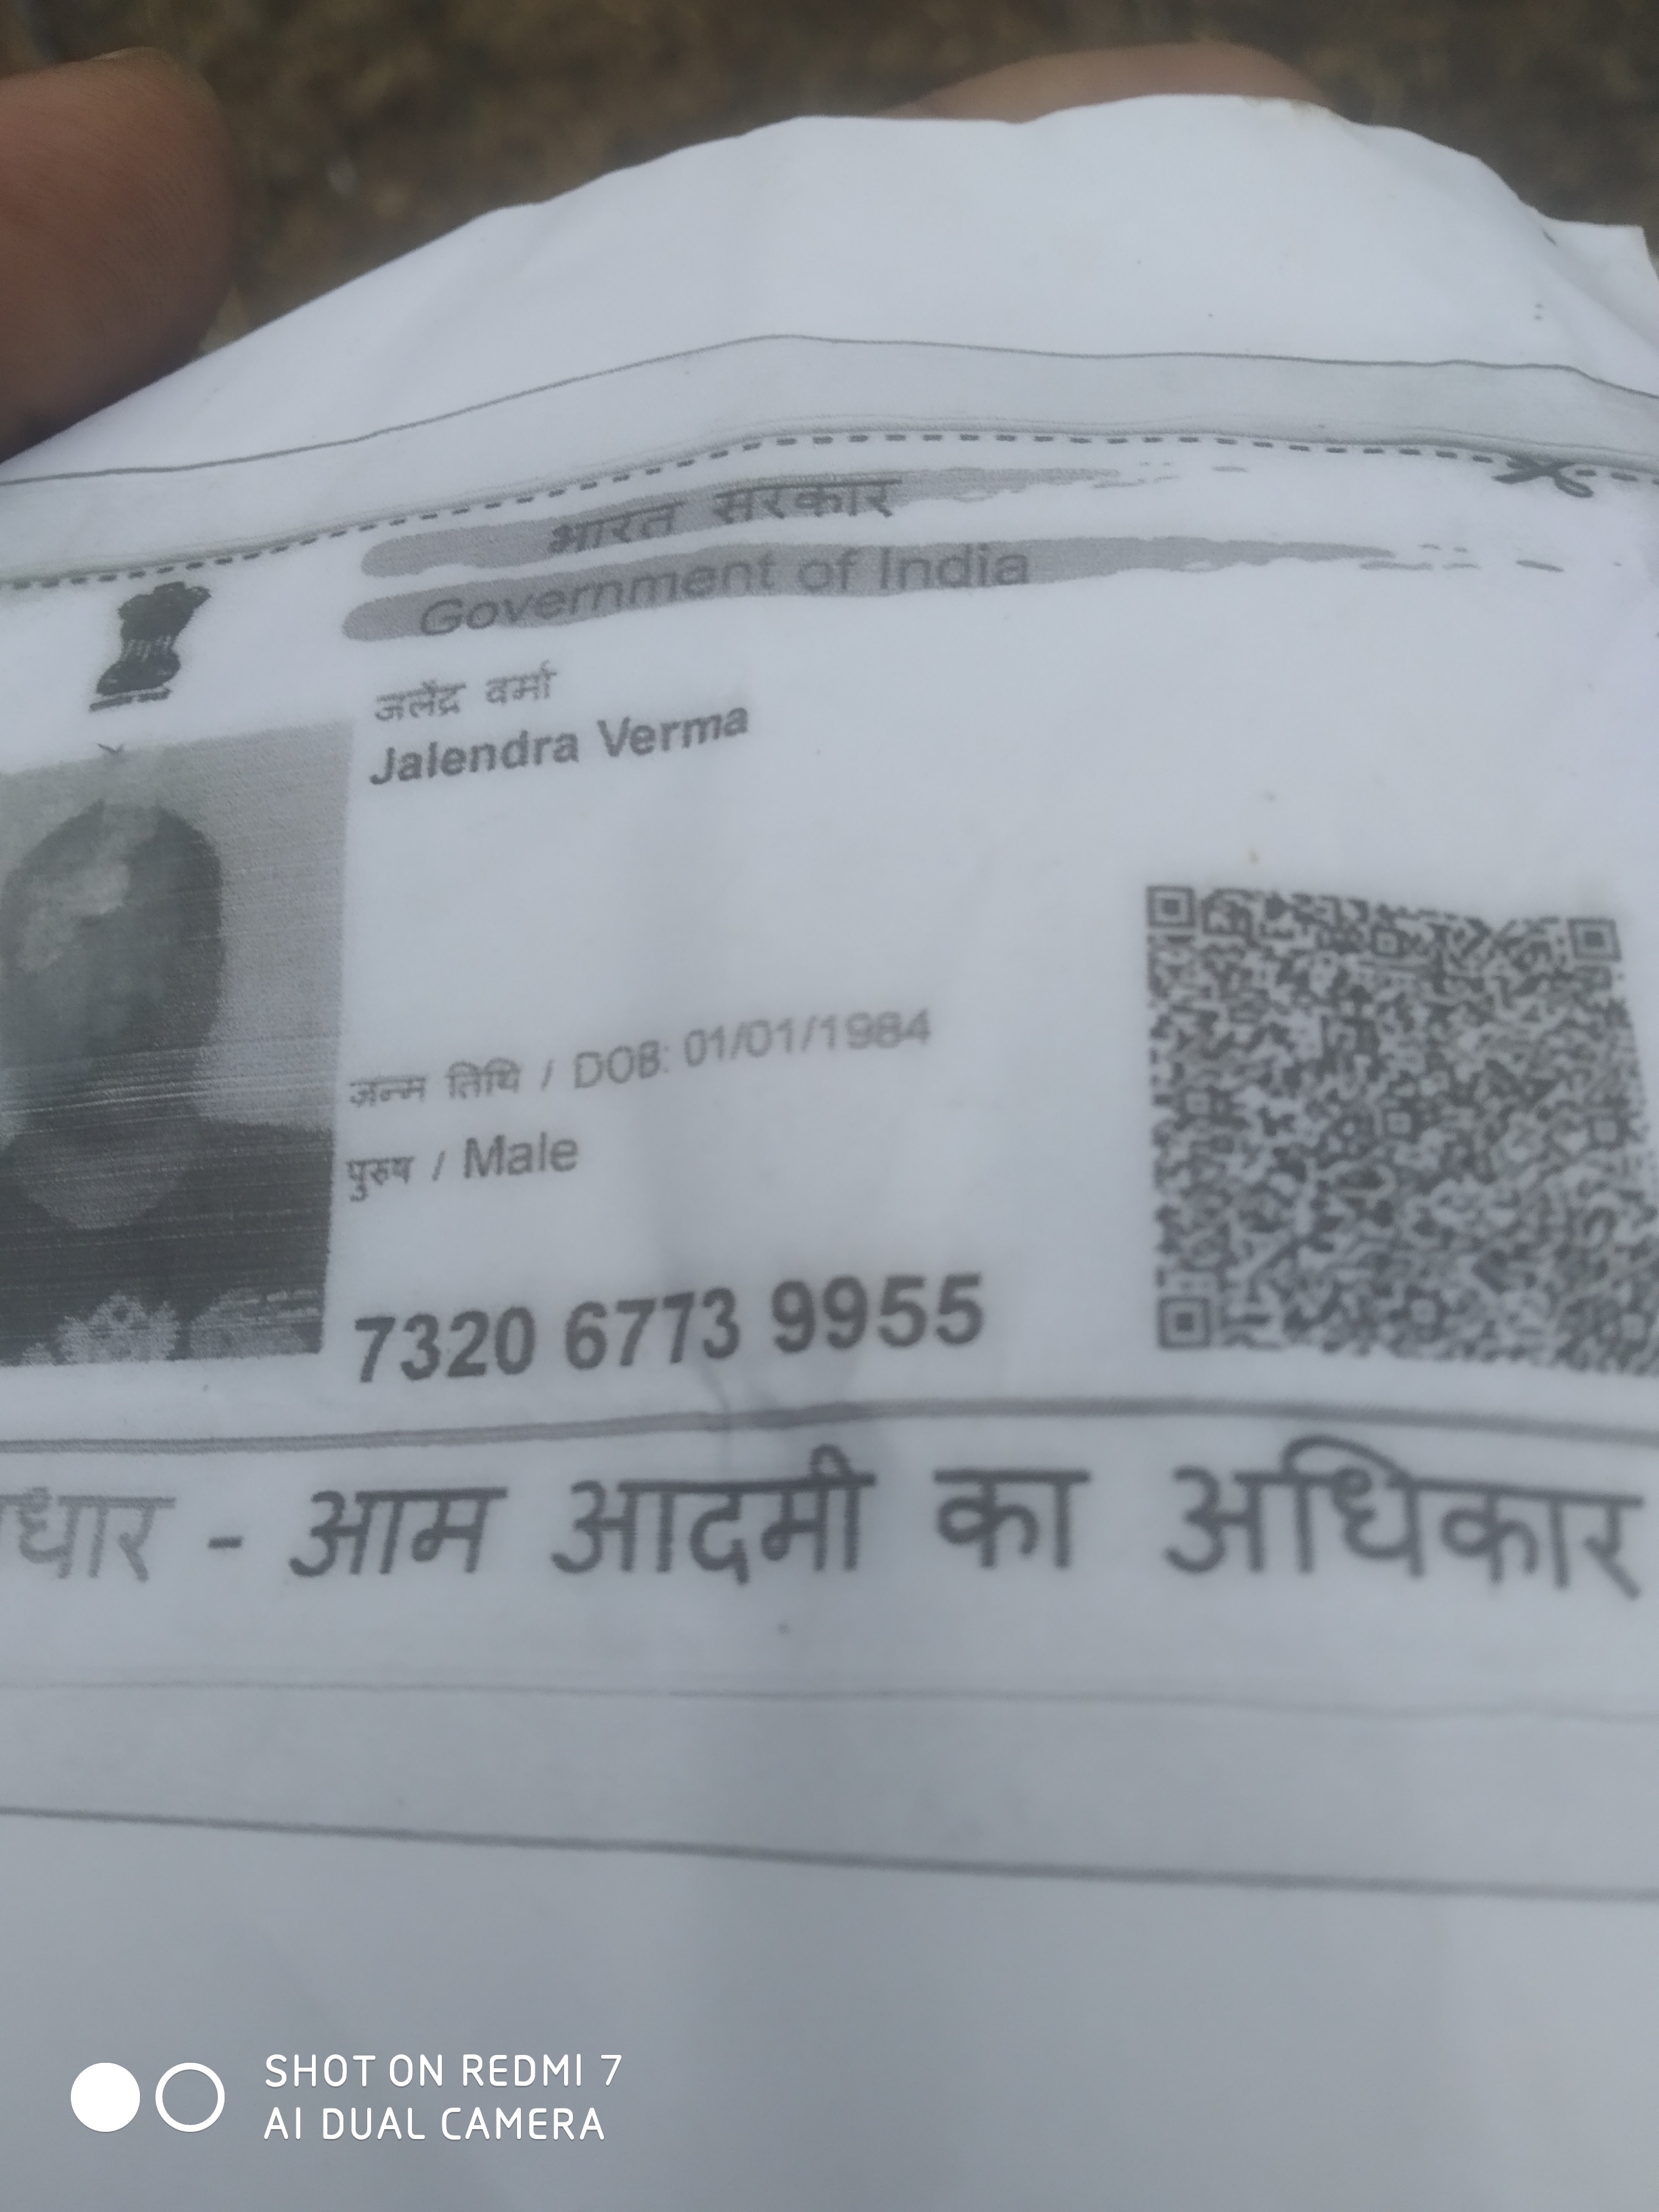 भारत सरकार
Government of India
जलेंद्र वर्मा
Jalendra Verma
जन्म तिथि / DOB: 01/01/1984
पुरुष / Male
7320 6773 9955
धार - आम आदमी का अधिकार
SHOT ON REDMI 7
AI DUAL CAMERA